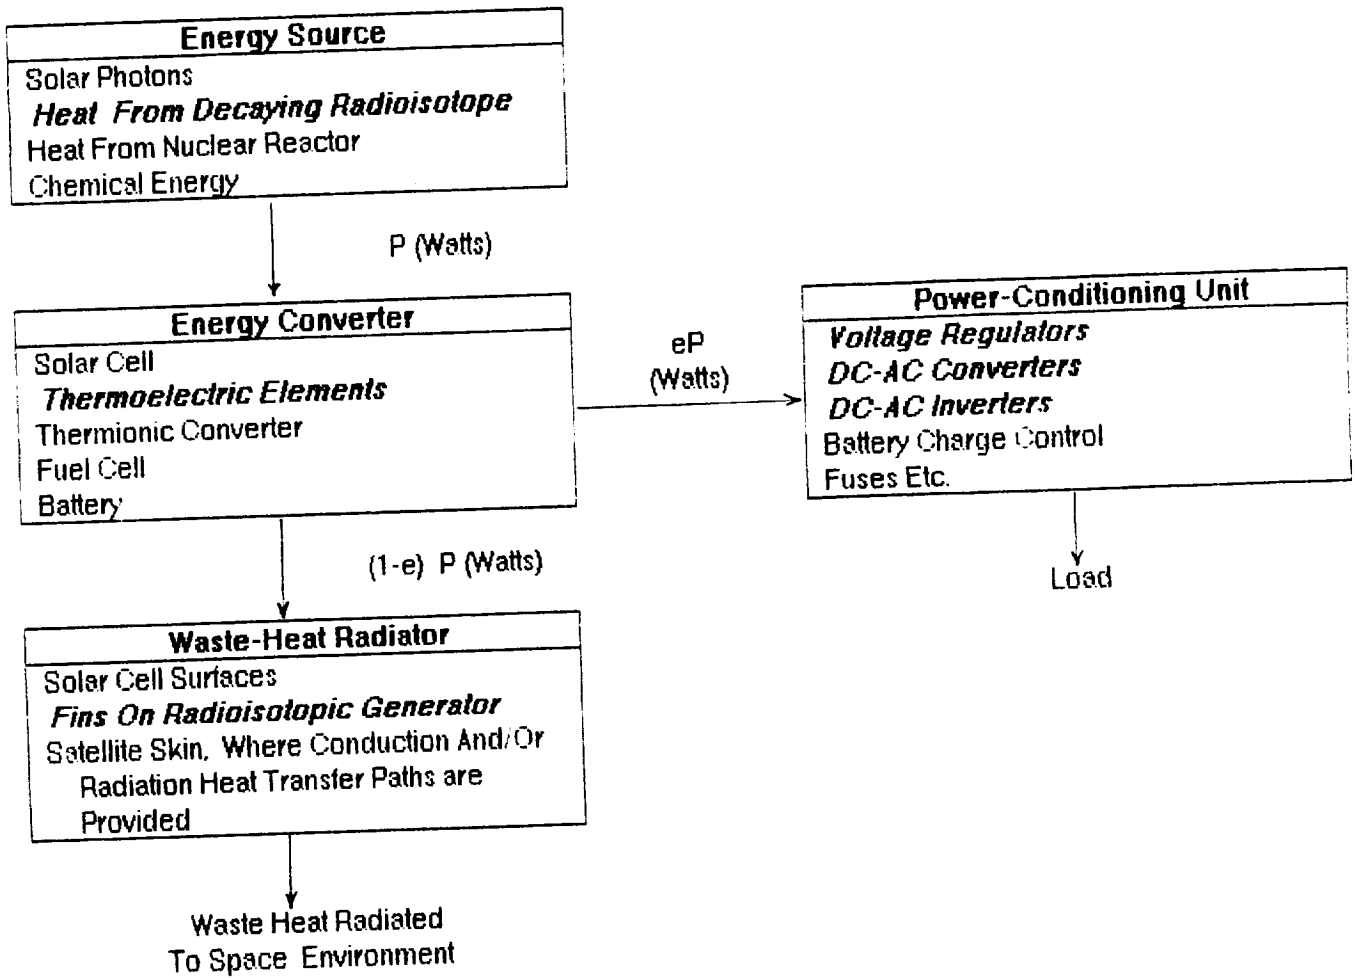 Energy Source
Solar Photons
Heat From Decaying Radioisotope
Heat From Nuclear Reactor
Chemical Energy
P (Watts)
Energy Converter
Solar Cell
Thermoelectric Elements
Thermionic Converter
Fuel Cell
Battery
eP
(Watts)
Power-Conditioning Unit
Voltage Regulators
DC-AC Converters
DC-AC Inverters
Battery Charge Control
Fuses Etc.
Load
(1-e) P (Watts)
Waste-Heat Radiator
Solar Cell Surfaces
Fins On Radioisotopic Generator
Satellite Skin, Where Conduction And/Or
Radiation Heat Transfer Paths are
Provided
Waste Heat Radiated
To Space Environment